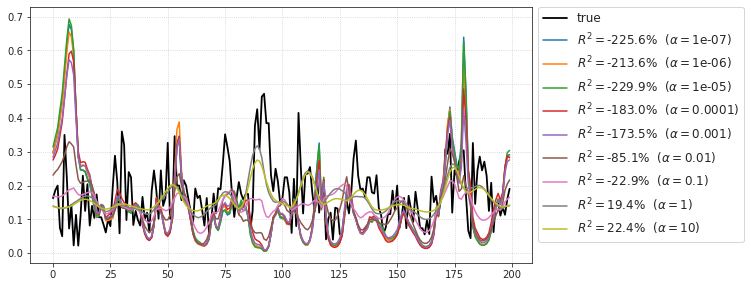 0.7
0.6
0.5
0.4
0.3
0.2
0.1
0.0
0 25 50 75 100 125 150 175 200
true
R² = -225.6% (α = 1e-07)
R² = -213.6% (α = 1e-06)
R² = -229.9% (α = 1e-05)
R² = -183.0% (α = 0.0001)
R² = -173.5% (α = 0.001)
R² = -85.1% (α = 0.01)
R² = -22.9% (α = 0.1)
R² = 19.4% (α = 1)
R² = 22.4% (α = 10)